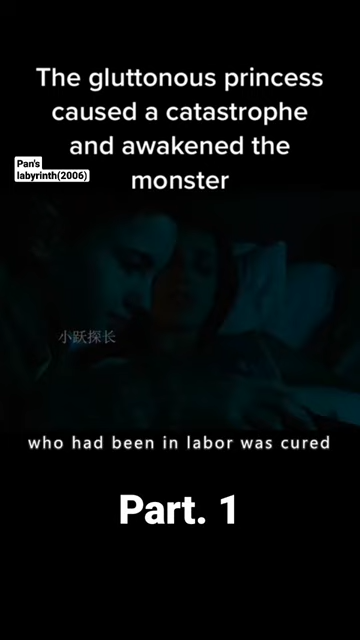 The gluttonous princess
caused a catastrophe
and awakened the
monster
Pan's
labyrinth(2006)
小跃探长
who had been in labor was cured
Part. 1